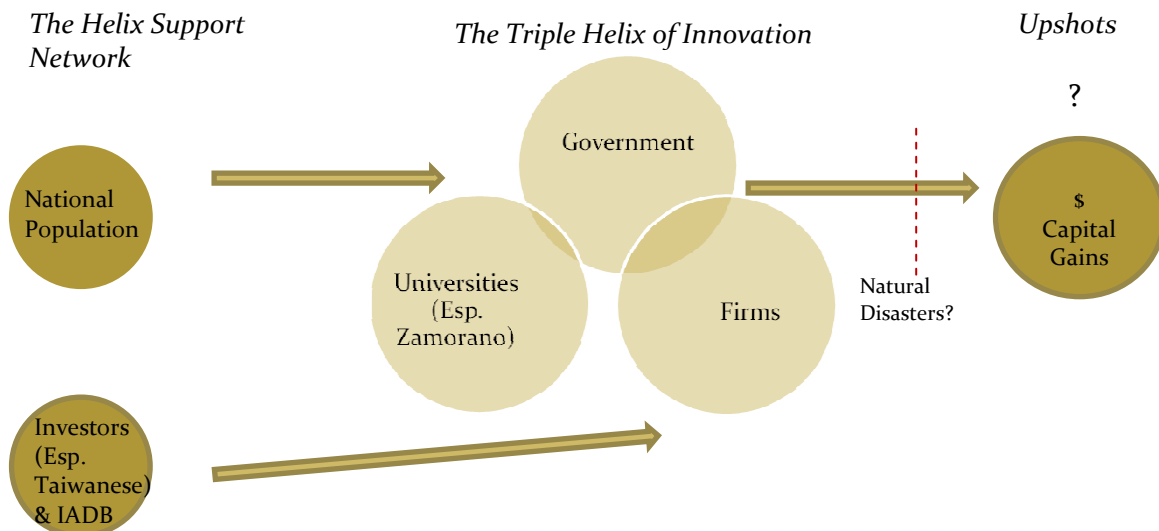 The Helix Support
Network
The Triple Helix of Innovation
Upshots
?
Government
National
Population
$
Capital
Gains
Universities
(Esp.
Zamorano)
Firms
Natural
Disasters?
Investors
(Esp.
Taiwanese)
& IADB